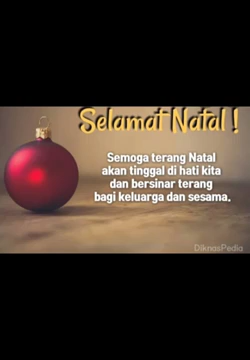 Selamat Natal !
Semoga terang Natal
akan tinggal di hati kita
dan bersinar terang
bagi keluarga dan sesama.
DiknasPedia